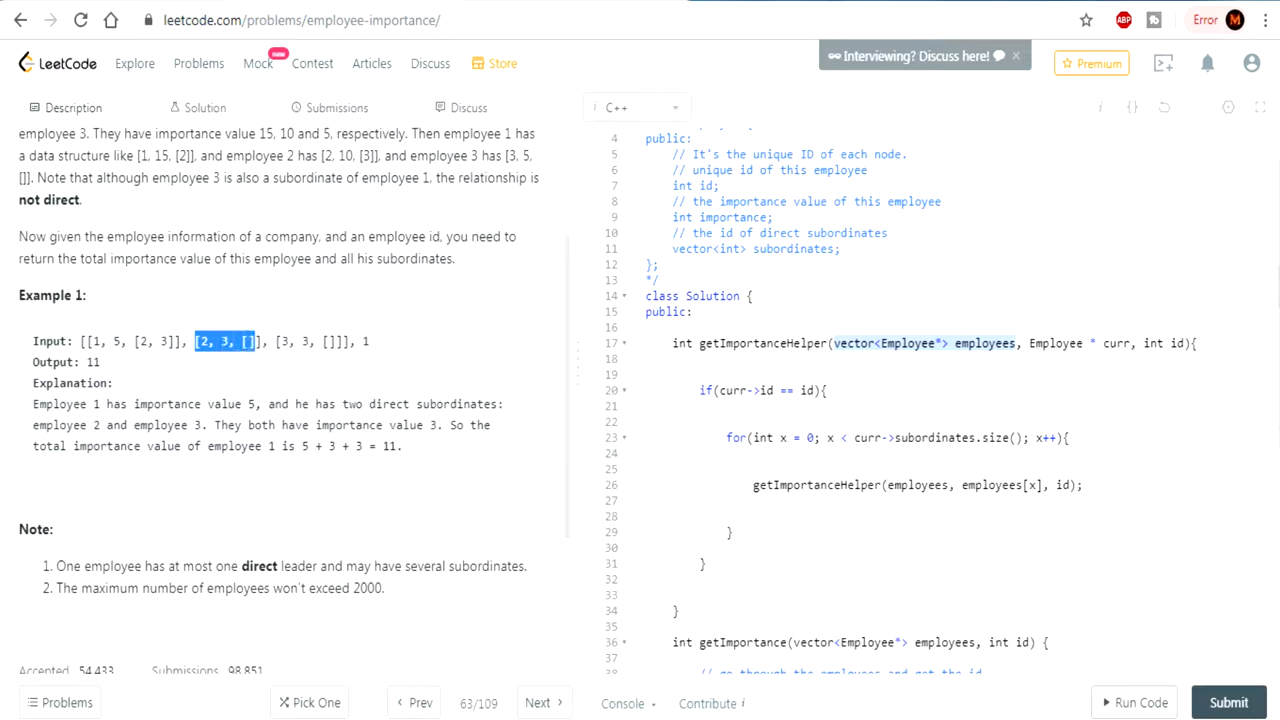 leetcode.com/problems/employee-importance/
ABP
Error M
LeetCode Explore Problems Mock new Contest Articles Discuss Store
Interviewing? Discuss here! ×
Premium
Description Solution Submissions Discuss
i C++
employee 3. They have importance value 15, 10 and 5, respectively. Then employee 1 has
a data structure like [1, 15, [2]], and employee 2 has [2, 10, [3]], and employee 3 has [3, 5,
[]]. Note that although employee 3 is also a subordinate of employee 1, the relationship is
not direct.
Now given the employee information of a company, and an employee id, you need to
return the total importance value of this employee and all his subordinates.
Example 1:
Input: [[1, 5, [2, 3]], [2, 3, []], [3, 3, []]], 1
Output: 11
Explanation:
Employee 1 has importance value 5, and he has two direct subordinates:
employee 2 and employee 3. They both have importance value 3. So the
total importance value of employee 1 is 5 + 3 + 3 = 11.
Note:
1. One employee has at most one direct leader and may have several subordinates.
2. The maximum number of employees won't exceed 2000.
Accepted 54,433 Submissions 98,851
4 public:
5 // It's the unique ID of each node.
6 // unique id of this employee
7 int id;
8 // the importance value of this employee
9 int importance;
10 // the id of direct subordinates
11 vector<int> subordinates;
12 };
13 */
14 class Solution {
15 public:
16
17 int getImportanceHelper(vector<Employee*> employees, Employee * curr, int id){
18
19
20 if(curr->id == id){
21
22
23 for(int x = 0; x < curr->subordinates.size(); x++){
24
25
26 getImportanceHelper(employees, employees[x], id);
27
28
29 }
30
31 }
32
33
34 }
35
36 int getImportance(vector<Employee*> employees, int id) {
37
38 // go through the employees and get the id
Problems Pick One Prev 63/109 Next Console Contribute i Run Code Submit